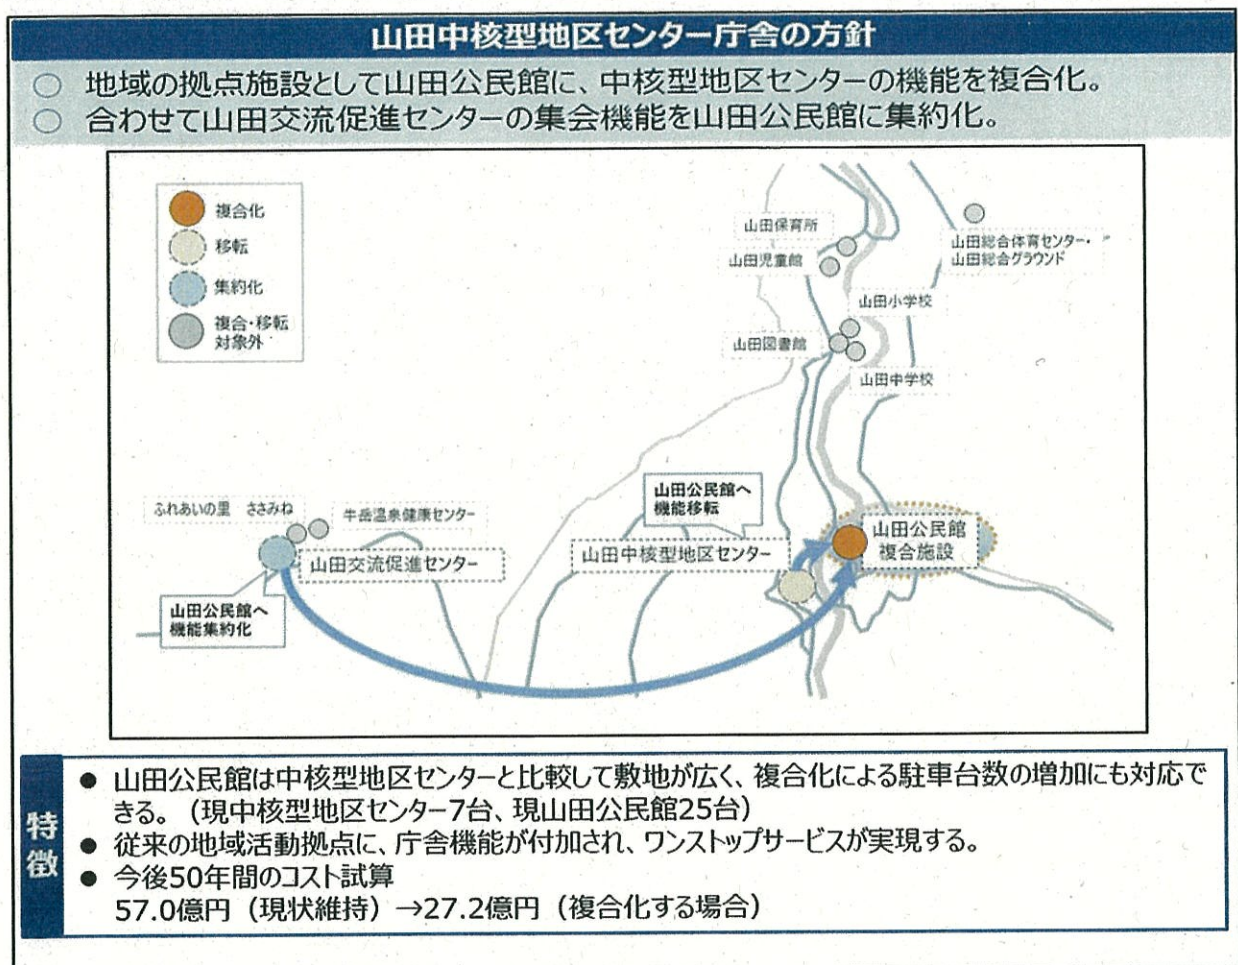 山田中核型地区センター庁舎の方針
○ 地域の拠点施設として山田公民館に、中核型地区センターの機能を複合化。
○ 合わせて山田交流促進センターの集会機能を山田公民館に集約化。
複合化
移転
集約化
複合・移転
対象外
山田保育所
山田児童館
山田総合体育センター・
山田総合グラウンド
山田小学校
山田図書館
山田中学校
山田公民館へ
機能移転
ふれあいの里 ささみね
牛岳温泉健康センター
山田交流促進センター
山田中核型地区センター
山田公民館
複合施設
山田公民館へ
機能集約化
特徴
● 山田公民館は中核型地区センターと比較して敷地が広く、複合化による駐車台数の増加にも対応で
きる。（現中核型地区センター7台、現山田公民館25台）
● 従来の地域活動拠点に、庁舎機能が付加され、ワンストップサービスが実現する。
● 今後50年間のコスト試算
57.0億円（現状維持）→27.2億円（複合化する場合）